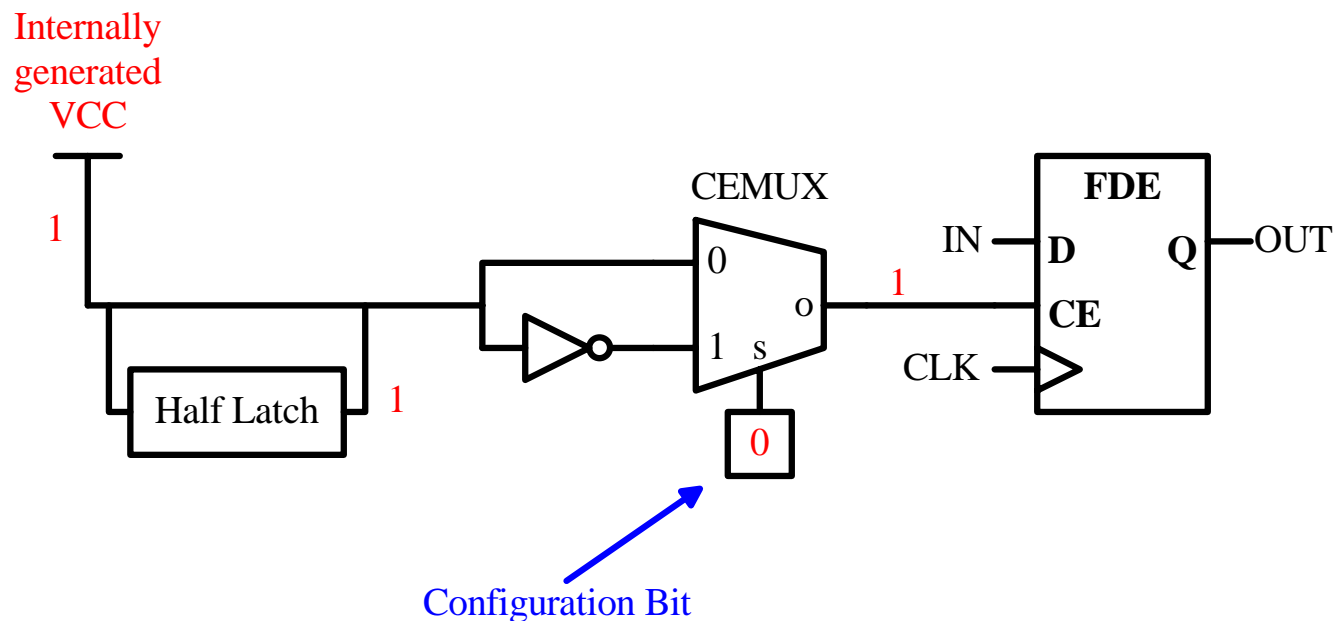 Internally
generated
VCC
1
CEMUX
FDE
IN
D
Q
OUT
0
1
o
CE
1
s
CLK
Half Latch
1
0
Configuration Bit